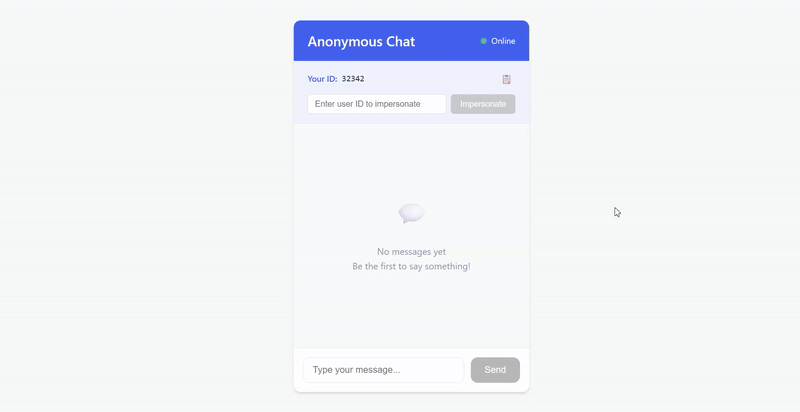 Anonymous Chat
Online
Your ID: 32342
Enter user ID to impersonate
Impersonate
No messages yet
Be the first to say something!
Type your message...
Send